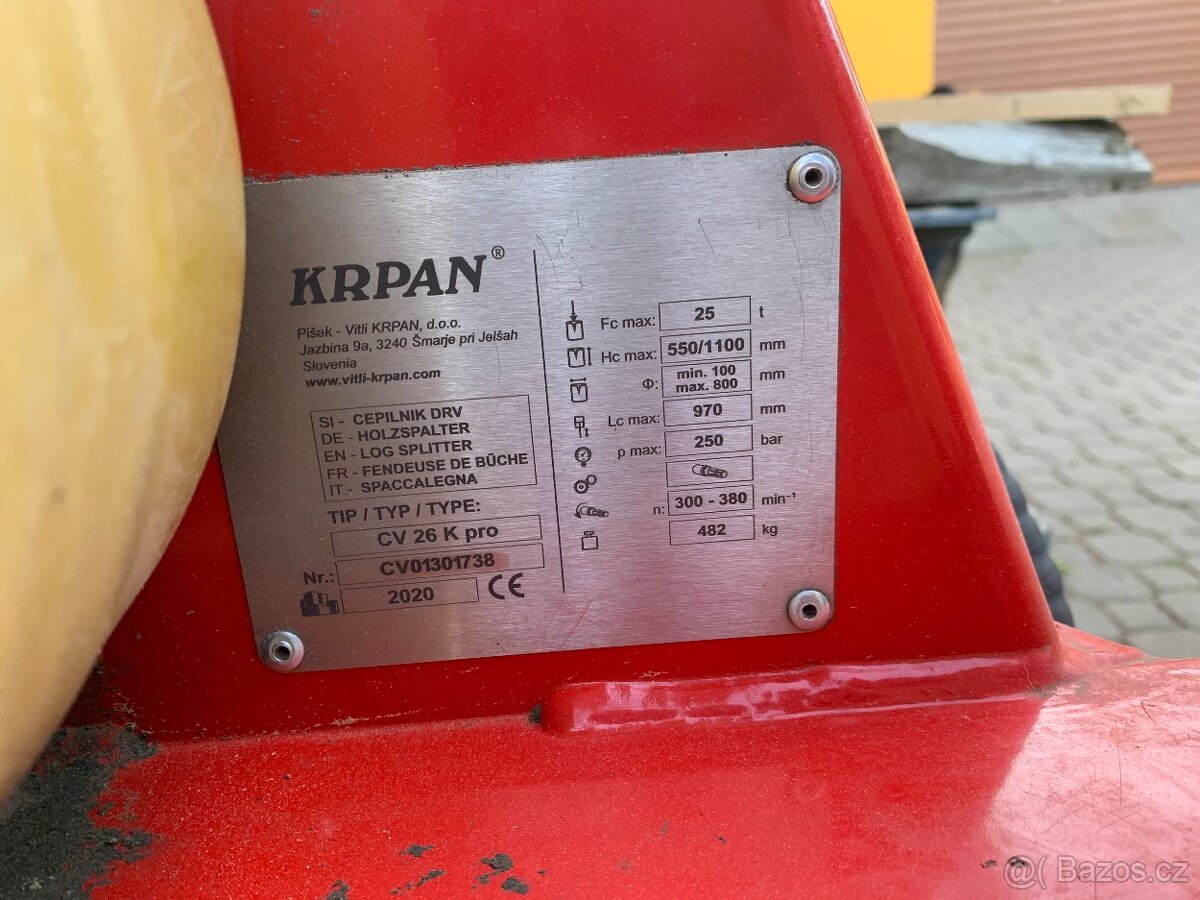 KRPAN®
Pišek - Vitli KRPAN, d.o.o.
Jazbina 9a, 3240 Šmarje pri Jelšah
Slovenia
www.vitli-krpan.com
SI - CEPILNIK DRV
DE - HOLZSPALTER
EN - LOG SPLITTER
FR - FENDEUSE DE BÛCHE
IT - SPACCALEGNA
TIP / TYP / TYPE:
CV 26 K pro
Nr.: CV01301738
2020 CE
Fc max: 25 t
Hc max: 550/1100 mm
Φ: min. 100 max. 800 mm
Lc max: 970 mm
p max: 250 bar
n: 300 - 380 min⁻¹
482 kg
@ Bazos.cz